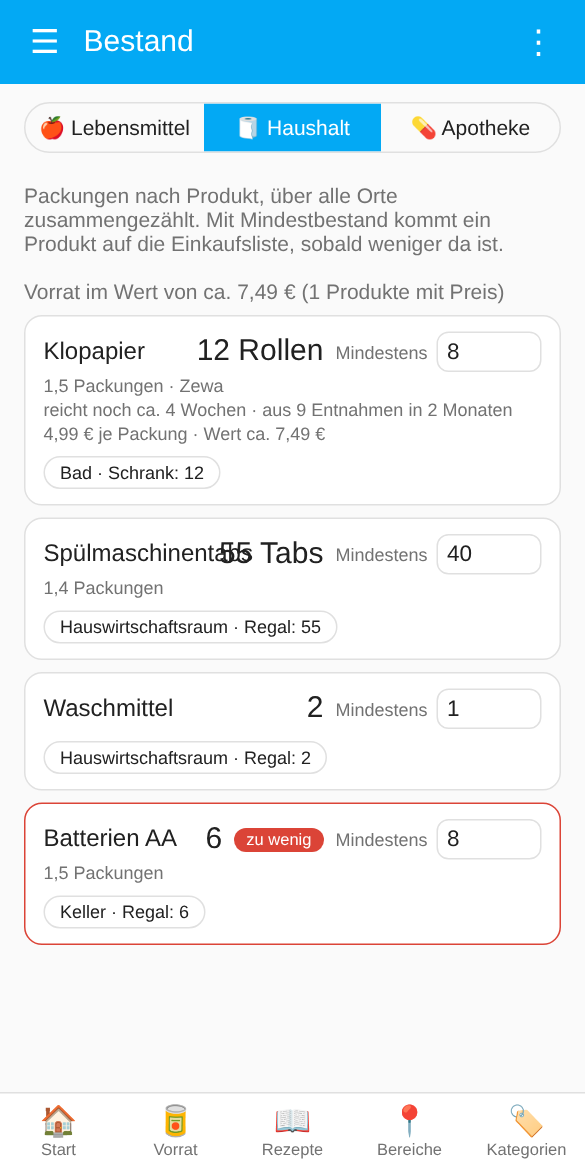 Bestand
Lebensmittel
Haushalt
Apotheke
Packungen nach Produkt, über alle Orte
zusammengezählt. Mit Mindestbestand kommt ein
Produkt auf die Einkaufsliste, sobald weniger da ist.
Vorrat im Wert von ca. 7,49 € (1 Produkte mit Preis)
Klopapier 12 Rollen Mindestens 8
1,5 Packungen · Zewa
reicht noch ca. 4 Wochen · aus 9 Entnahmen in 2 Monaten
4,99 € je Packung · Wert ca. 7,49 €
Bad · Schrank: 12
Spülmaschinentabs 55 Tabs Mindestens 40
1,4 Packungen
Hauswirtschaftsraum · Regal: 55
Waschmittel 2 Mindestens 1
Hauswirtschaftsraum · Regal: 2
Batterien AA 6 zu wenig Mindestens 8
1,5 Packungen
Keller · Regal: 6
Start
Vorrat
Rezepte
Bereiche
Kategorien